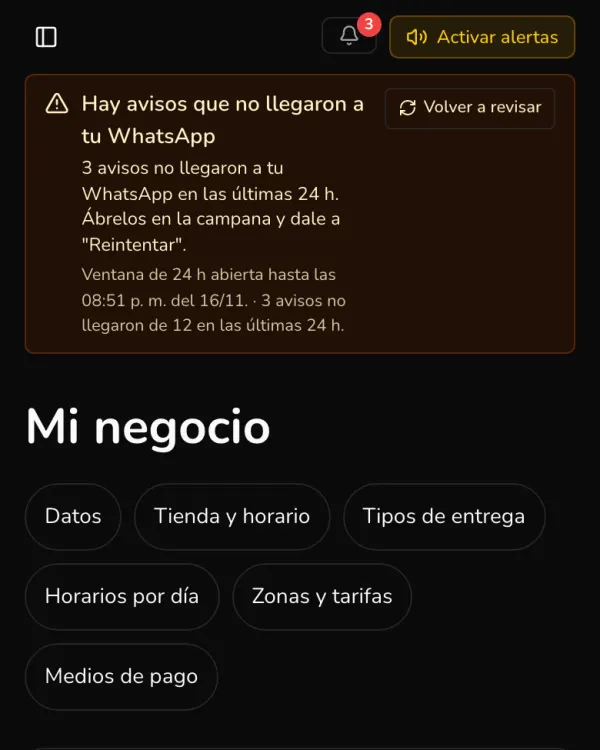 3
Activar alertas
Hay avisos que no llegaron a
tu WhatsApp
Volver a revisar
3 avisos no llegaron a tu
WhatsApp en las últimas 24 h.
Ábrelos en la campana y dale a
"Reintentar".
Ventana de 24 h abierta hasta las
08:51 p. m. del 16/11. · 3 avisos no
llegaron de 12 en las últimas 24 h.
Mi negocio
Datos
Tienda y horario
Tipos de entrega
Horarios por día
Zonas y tarifas
Medios de pago